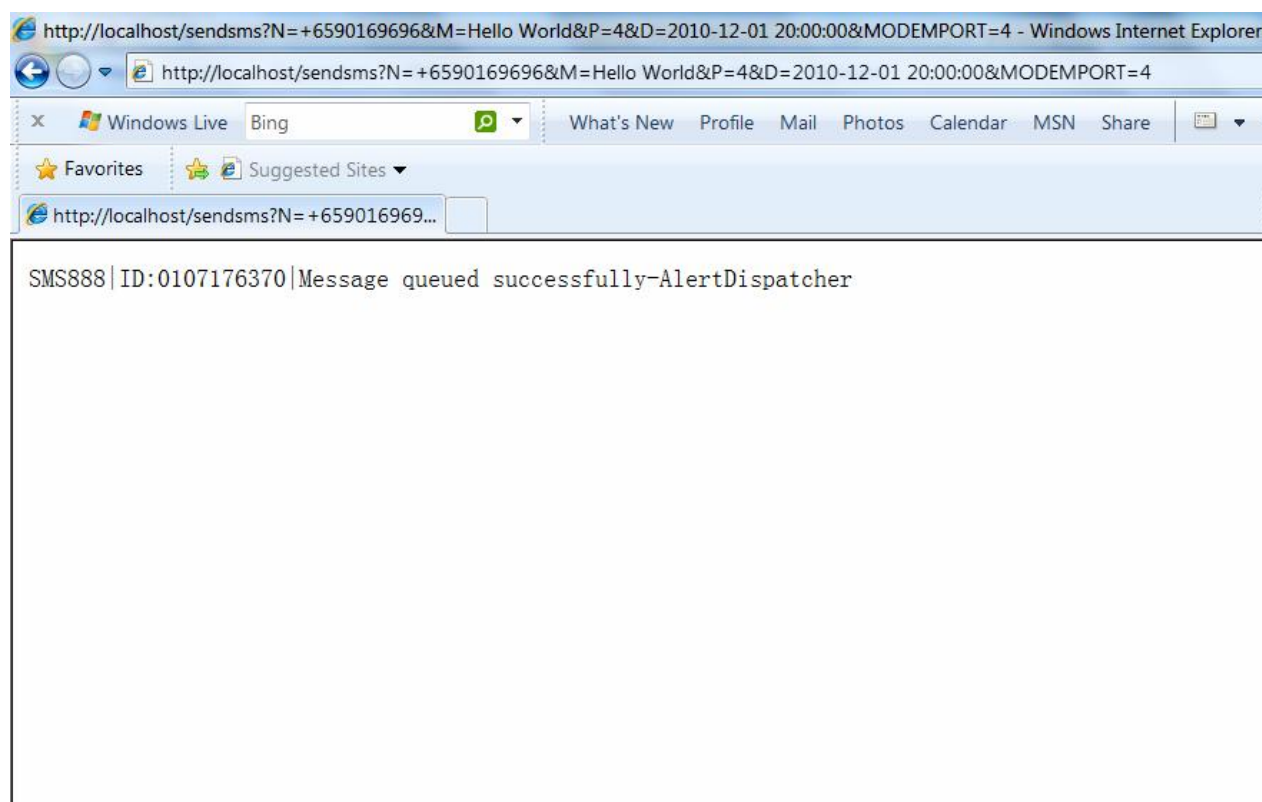 http://localhost/sendsms?N=+6590169696&M=Hello World&P=4&D=2010-12-01 20:00:00&MODEMPORT=4 - Windows Internet Explorer
http://localhost/sendsms?N=+6590169696&M=Hello World&P=4&D=2010-12-01 20:00:00&MODEMPORT=4
x Windows Live Bing What's New Profile Mail Photos Calendar MSN Share
Favorites Suggested Sites
http://localhost/sendsms?N=+659016969...
SMS888|ID:0107176370|Message queued successfully-AlertDispatcher